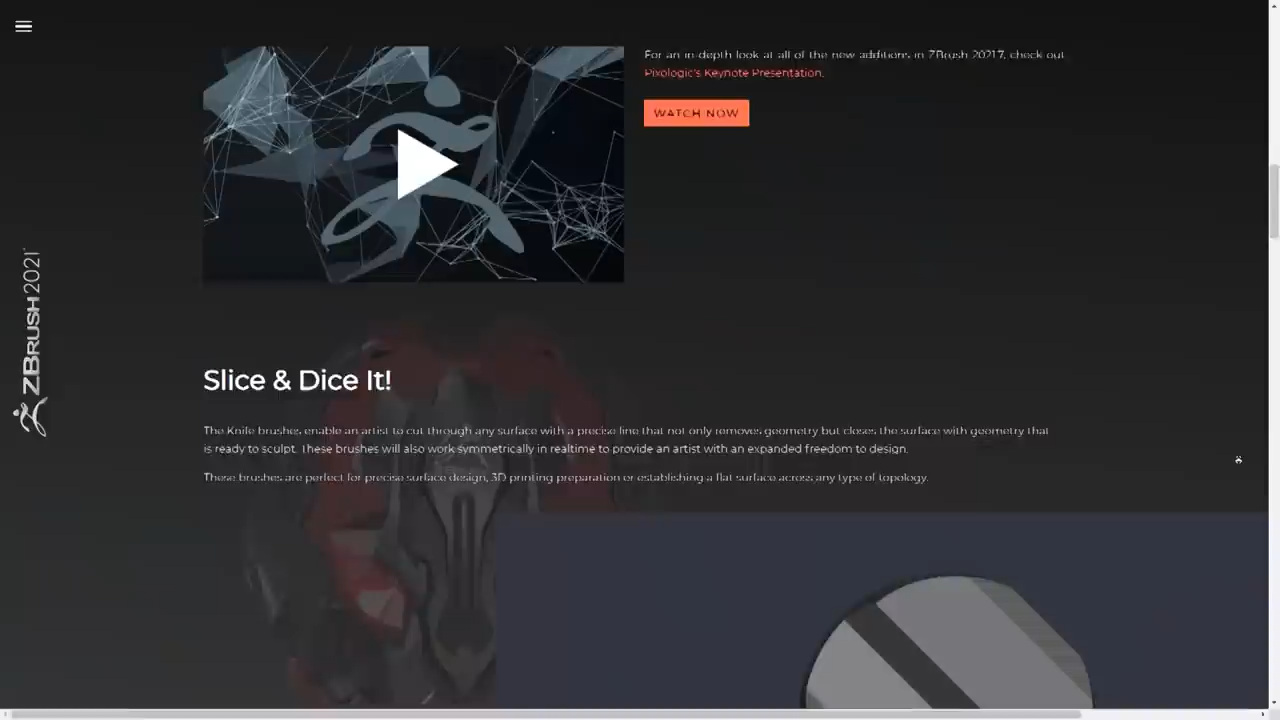 For an in-depth look at all of the new additions in ZBrush 2021.7, check out
Pixologic's Keynote Presentation.
WATCH NOW
ZBRUSH2021
Slice & Dice It!
The Knife brushes enable an artist to cut through any surface with a precise line that not only removes geometry but closes the surface with geometry that
is ready to sculpt. These brushes will also work symmetrically in realtime to provide an artist with an expanded freedom to design.
These brushes are perfect for precise surface design, 3D printing preparation or establishing a flat surface across any type of topology.